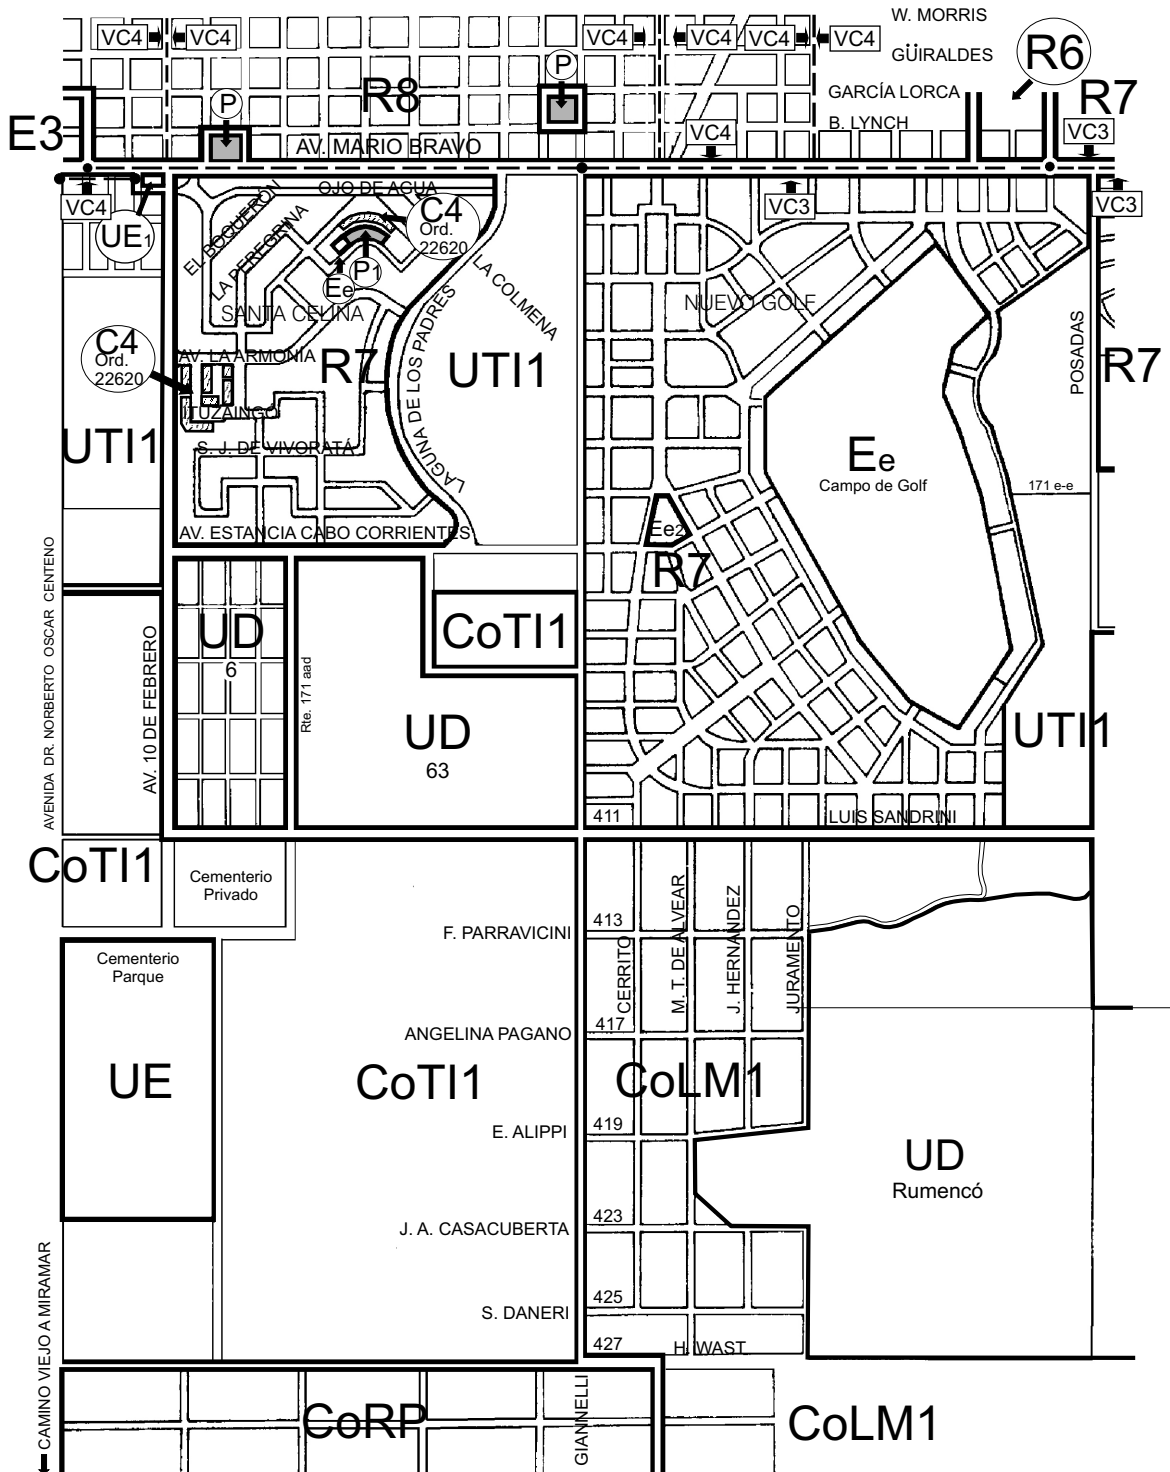 W. MORRIS
VC4 VC4 VC4 VC4 VC4 VC4
GÜIRALDES
R6
P
R8
P
GARCÍA LORCA
R7
E3
B. LYNCH
VC4
VC3
AV. MARIO BRAVO
OJO DE AGUA
VC4
VC3
VC3
UE1
EL BOQUERÓN
LA PEREGRINA
C4
Ord.
22620
P1
Ee
LA COLMENA
SANTA CELINA
NUEVO GOLF
C4
Ord.
22620
AV. LA ARMONÍA
R7
LAGUNA DE LOS PADRES
UTI1
POSADAS
R7
ITUZAINGÓ
UTI1
S. J. DE VIVORATÁ
Ee
Campo de Golf
171 e-e
AV. ESTANCIA CABO CORRIENTES
Ee2
R7
AVENIDA DR. NORBERTO OSCAR CENTENO
AV. 10 DE FEBRERO
UD
6
Rte. 171 aad
CoTI1
UD
63
UTI1
411
LUIS SANDRINI
CoTI1
Cementerio
Privado
413
F. PARRAVICINI
CERRITO
M. T. DE ALVEAR
J. HERNANDEZ
JURAMENTO
Cementerio
Parque
417
ANGELINA PAGANO
UE
CoTI1
CoLM1
419
E. ALIPPI
UD
Rumencó
423
J. A. CASACUBERTA
425
S. DANERI
427
H. WAST
CAMINO VIEJO A MIRAMAR
CoRP
GIANNELLI
CoLM1